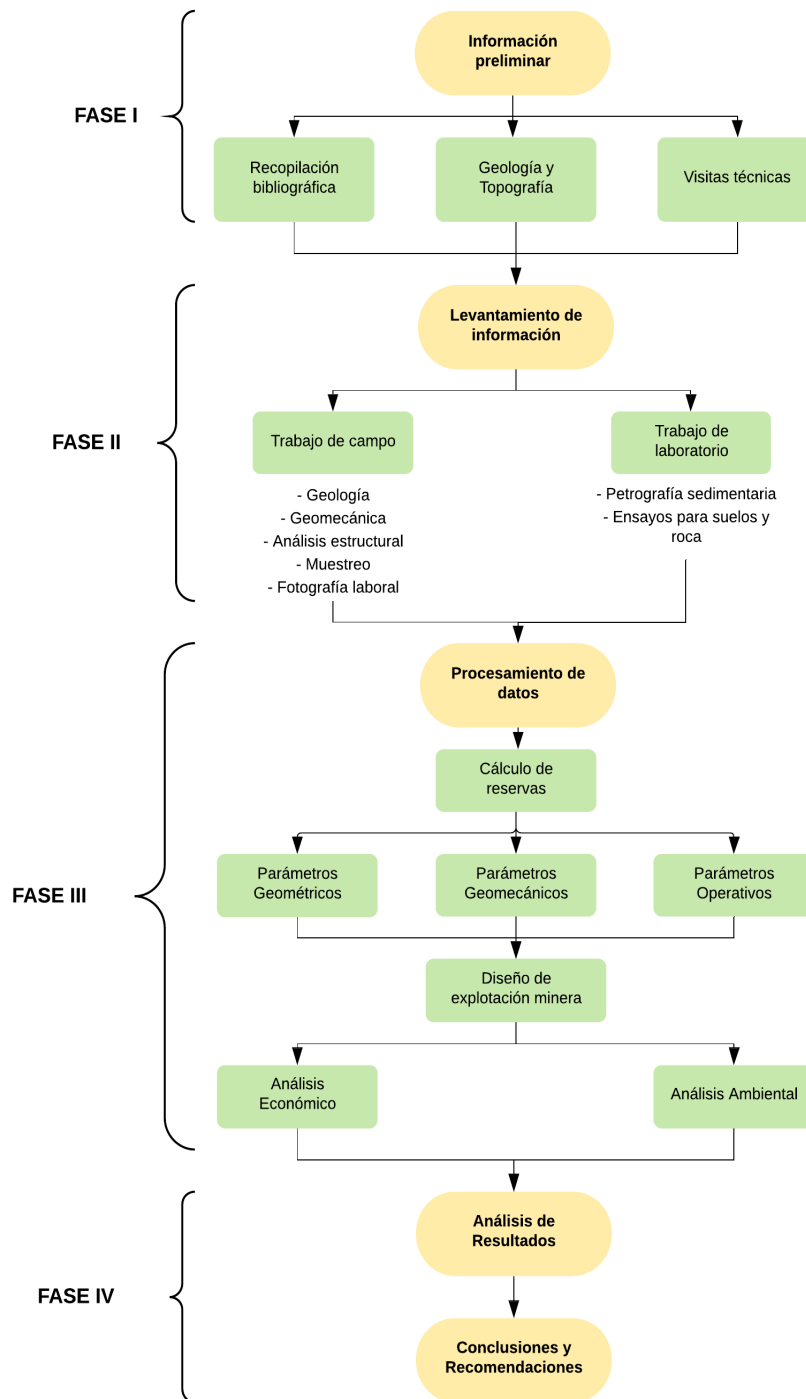 Información
preliminar
FASE I
Recopilación
bibliográfica
Geología y
Topografía
Visitas técnicas
Levantamiento de
información
FASE II
Trabajo de campo
Trabajo de
laboratorio
- Geología
- Geomecánica
- Análisis estructural
- Muestreo
- Fotografía laboral
- Petrografía sedimentaria
- Ensayos para suelos y
roca
Procesamiento de
datos
Cálculo de
reservas
FASE III
Parámetros
Geométricos
Parámetros
Geomecánicos
Parámetros
Operativos
Diseño de
explotación minera
Análisis
Económico
Análisis Ambiental
Análisis de
Resultados
FASE IV
Conclusiones y
Recomendaciones